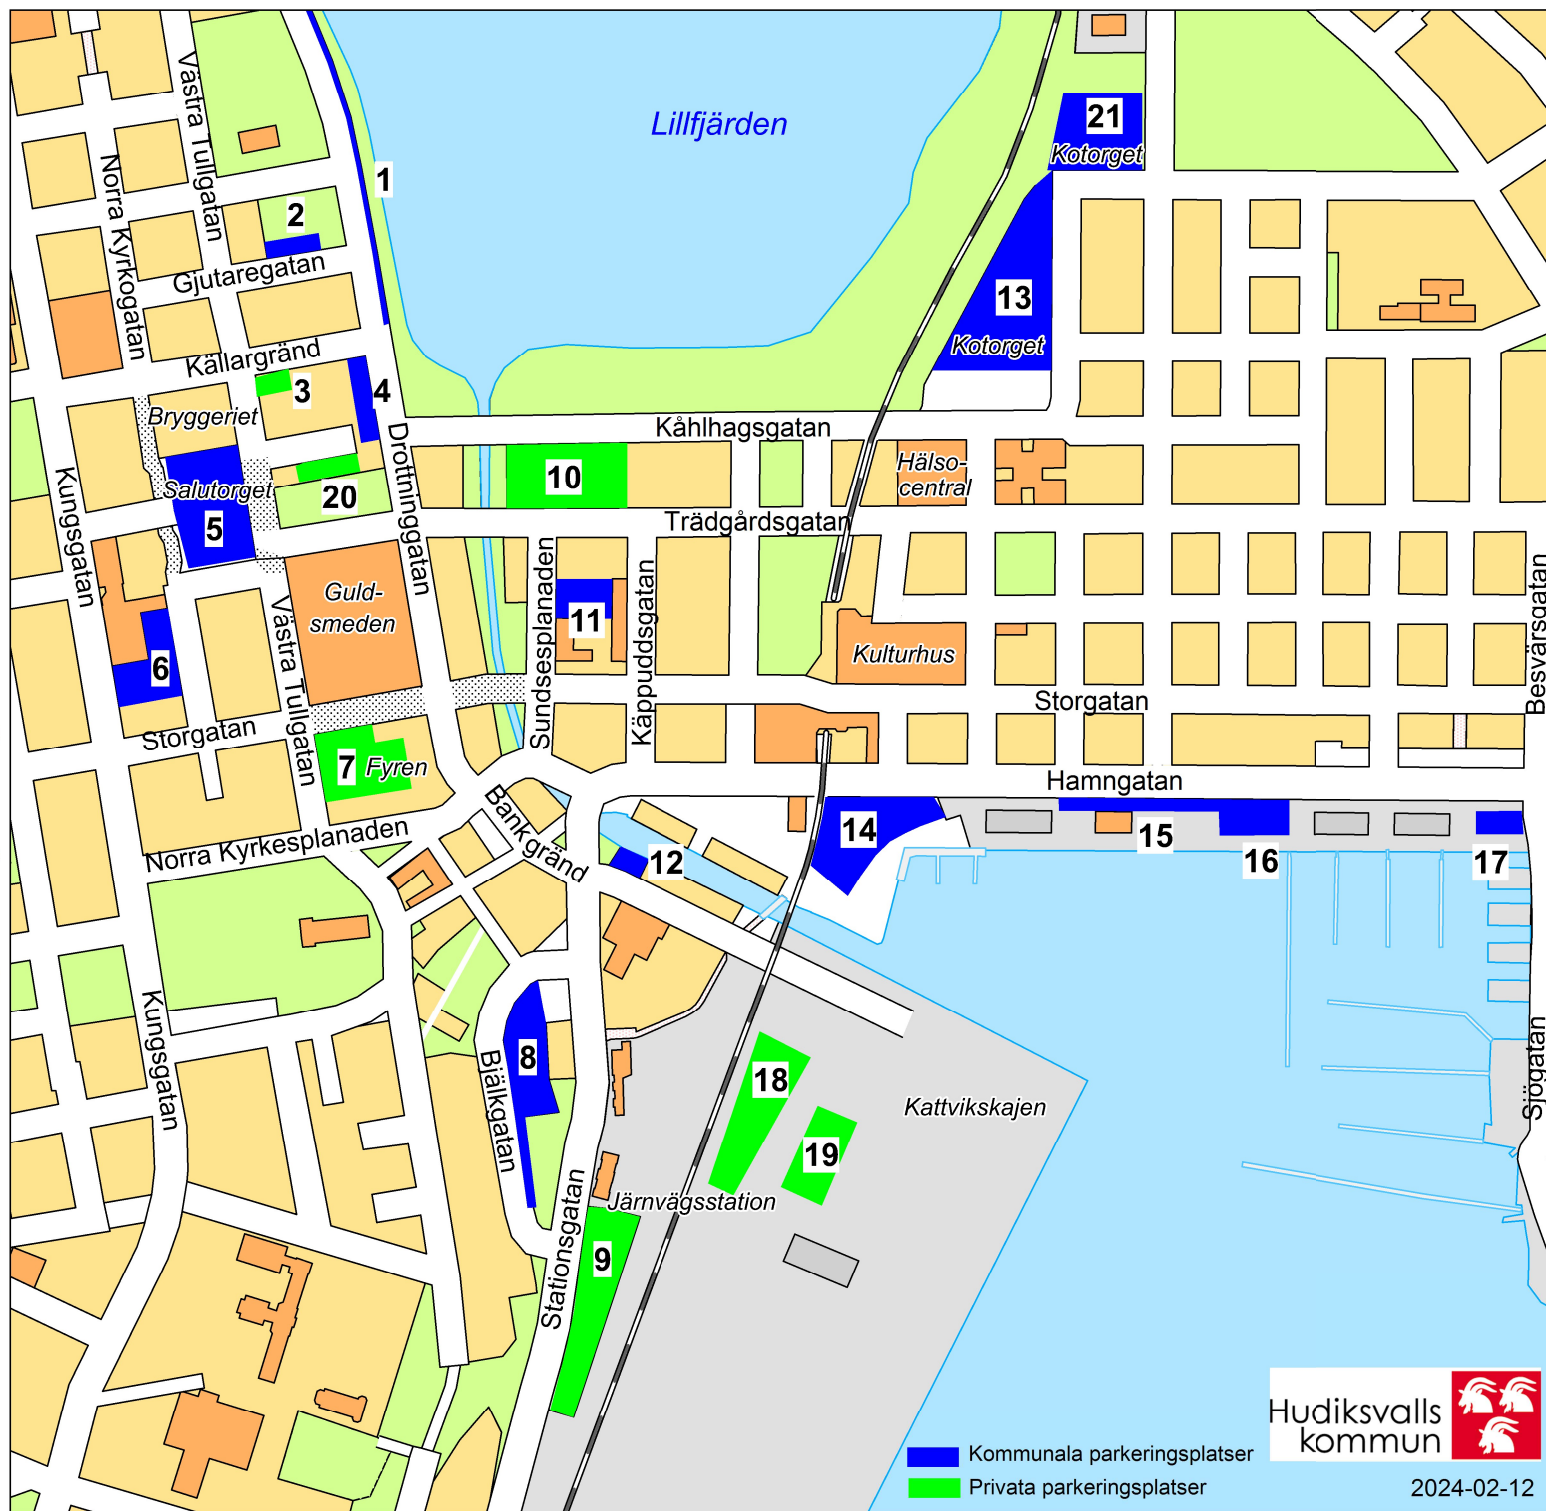 Lillfjärden
21
Kotorget
1
Västra Tullgatan
Norra Kyrkogatan
2
Gjutaregatan
13
Kotorget
Källargränd
3
4
Bryggeriet
Kåhlhagsgatan
Drottninggatan
Kungsgatan
Salutorget
20
5
10
Hälso-
central
Trädgårdsgatan
Guld-
smeden
Sundsesplanaden
11
Käppuddsgatan
Besvärsgatan
6
Västra Tullgatan
Kulturhus
Storgatan
Storgatan
7
Fyren
Hamngatan
Norra Kyrkesplanaden
Bankgränd
12
14
15
16
17
Kungsgatan
8
Bjälkgatan
18
Kattvikskajen
19
Sjögatan
Järnvägsstation
9
Stationsgatan
Hudiksvalls
kommun
Kommunala parkeringsplatser
Privata parkeringsplatser
2024-02-12